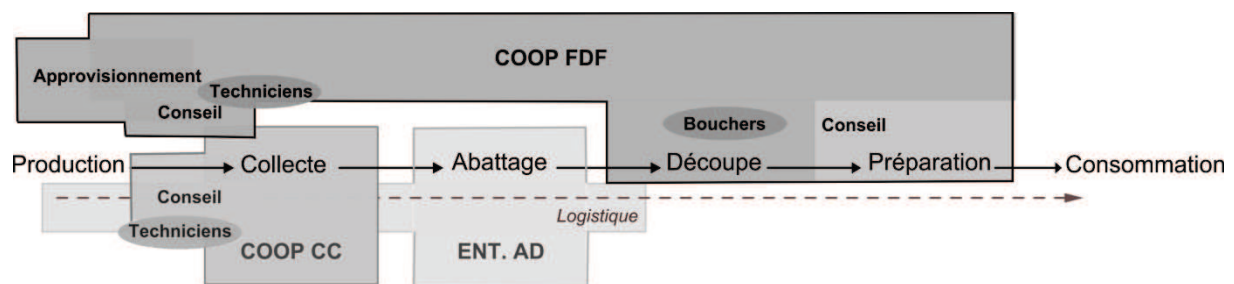 COOP FDF
Approvisionnement
Techniciens
Conseil
Bouchers
Conseil
Production
Collecte
Abattage
Découpe
Préparation
Consommation
Conseil
Logistique
Techniciens
COOP CC
ENT. AD